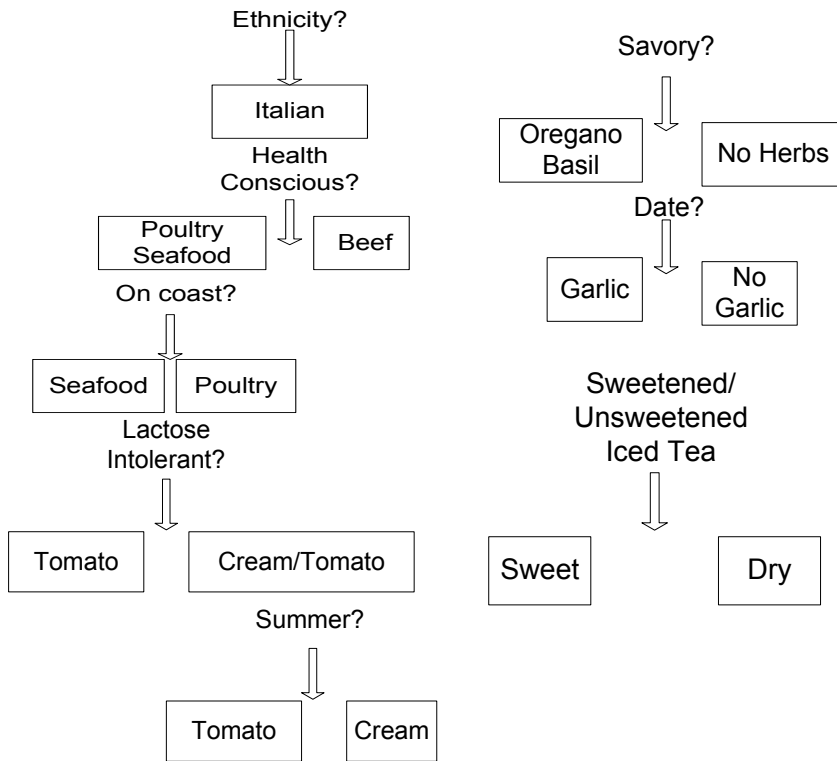 Ethnicity?
Italian
Health
Conscious?
Poultry
Seafood
Beef
On coast?
Seafood
Poultry
Lactose
Intolerant?
Tomato
Cream/Tomato
Summer?
Tomato
Cream
Savory?
Oregano
Basil
No Herbs
Date?
Garlic
No
Garlic
Sweetened/
Unsweetened
Iced Tea
Sweet
Dry